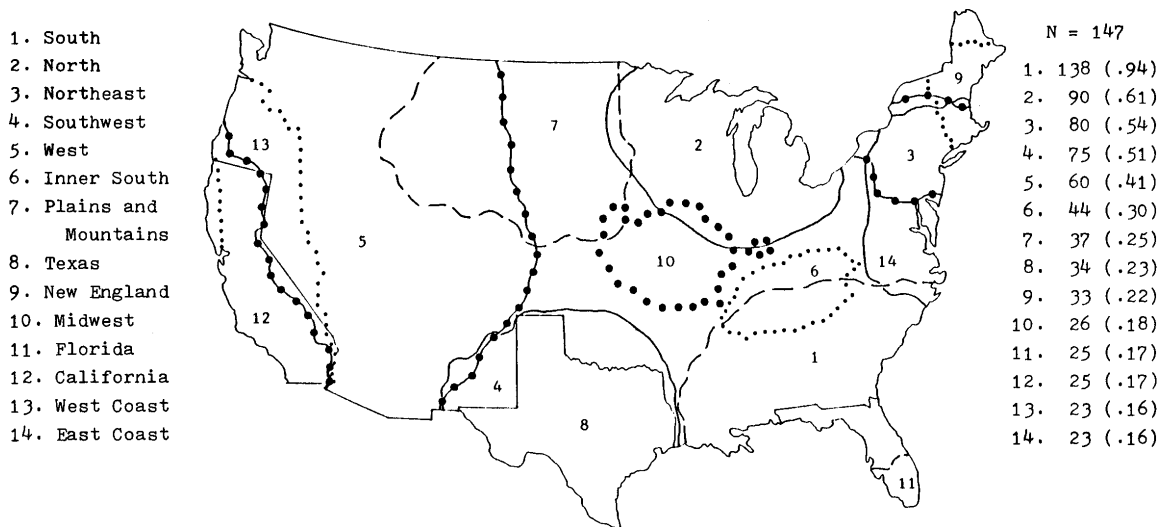 1. South
2. North
3. Northeast
4. Southwest
5. West
6. Inner South
7. Plains and
Mountains
8. Texas
9. New England
10. Midwest
11. Florida
12. California
13. West Coast
14. East Coast
13
12
5
7
4
8
10
2
6
1
14
3
9
11
N = 147
1. 138 (.94)
2. 90 (.61)
3. 80 (.54)
4. 75 (.51)
5. 60 (.41)
6. 44 (.30)
7. 37 (.25)
8. 34 (.23)
9. 33 (.22)
10. 26 (.18)
11. 25 (.17)
12. 25 (.17)
13. 23 (.16)
14. 23 (.16)